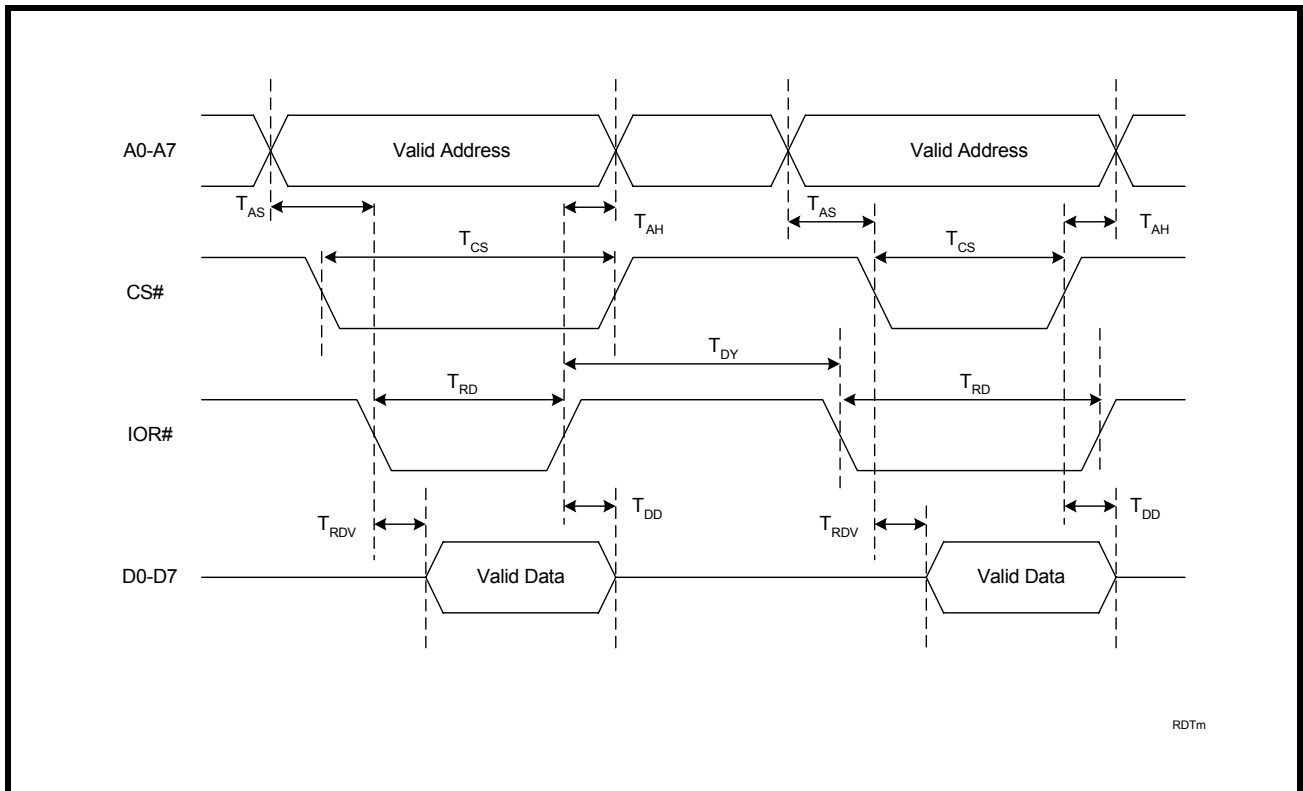 A0-A7
Valid Address
Valid Address
TAS
TAH
TAS
TAH
TCS
TCS
CS#
TDY
TRD
TRD
IOR#
TRDV
TDD
TRDV
TDD
D0-D7
Valid Data
Valid Data
RDTm